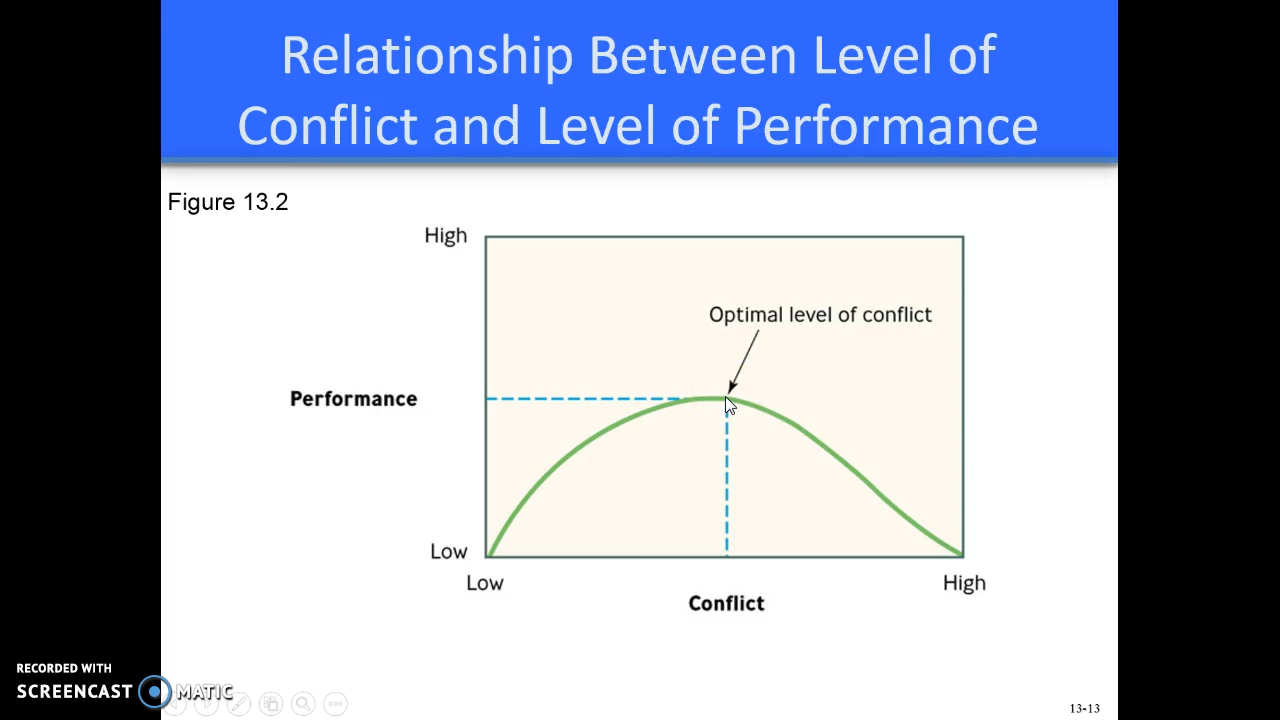 Relationship Between Level of
Conflict and Level of Performance
Figure 13.2
High
Optimal level of conflict
Performance
Low
Low
High
Conflict
RECORDED WITH
SCREENCAST MATIC
13-13